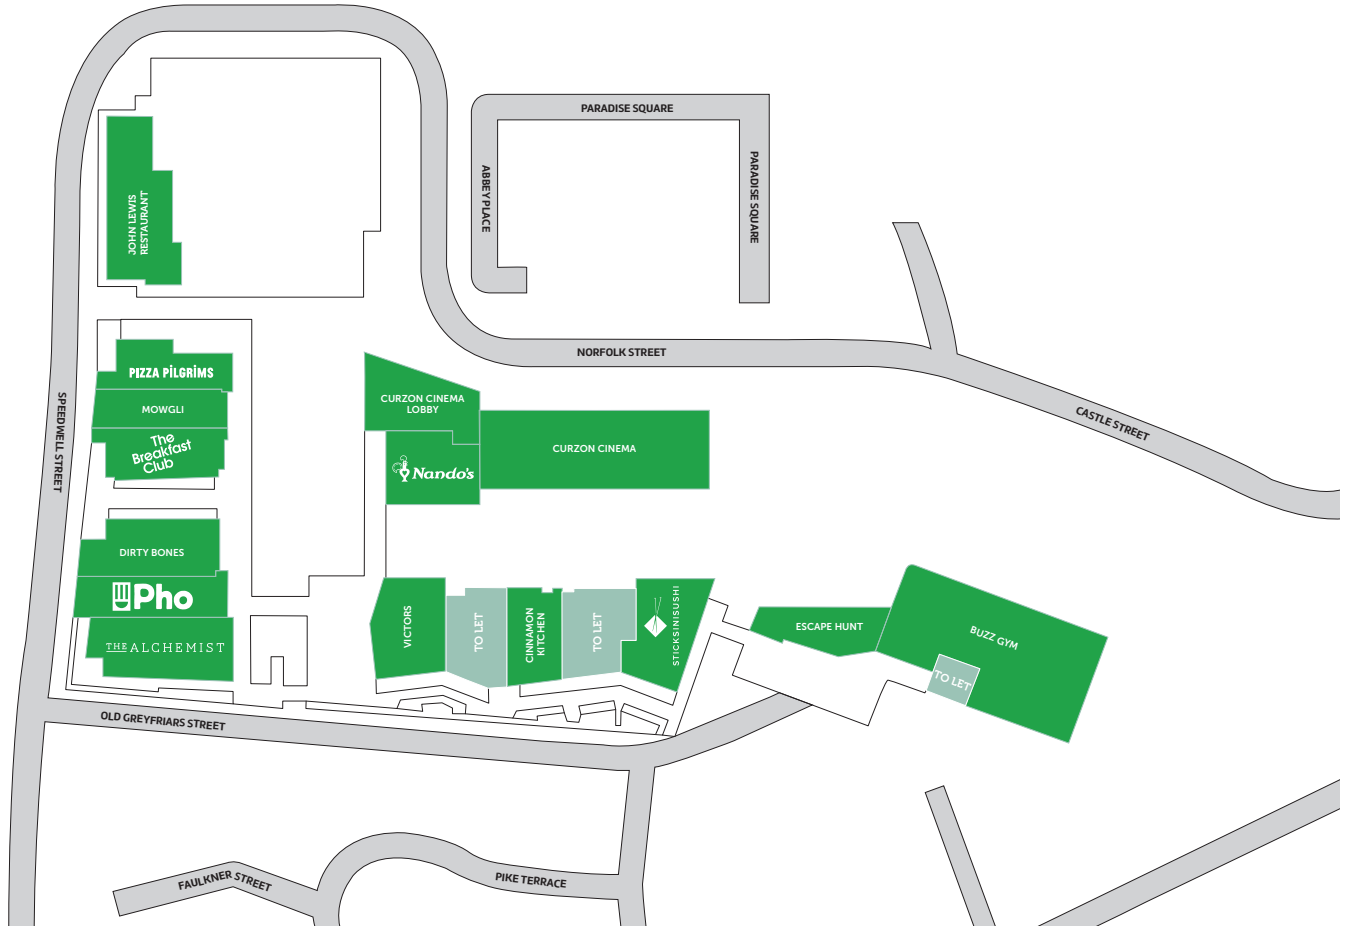 PARADISE SQUARE
ABBEY PLACE
PARADISE SQUARE
JOHN LEWIS
RESTAURANT
NORFOLK STREET
PIZZA PILGRIMS
MOWGLI
The
Breakfast
Club
SPEEDWELL STREET
CURZON CINEMA
LOBBY
CURZON CINEMA
Nando's
CASTLE STREET
DIRTY BONES
Pho
THE ALCHEMIST
VICTORS
TO LET
CINNAMON
KITCHEN
TO LET
STICKSNSUSHI
ESCAPE HUNT
BUZZ GYM
TO LET
OLD GREYFRIARS STREET
FAULKNER STREET
PIKE TERRACE